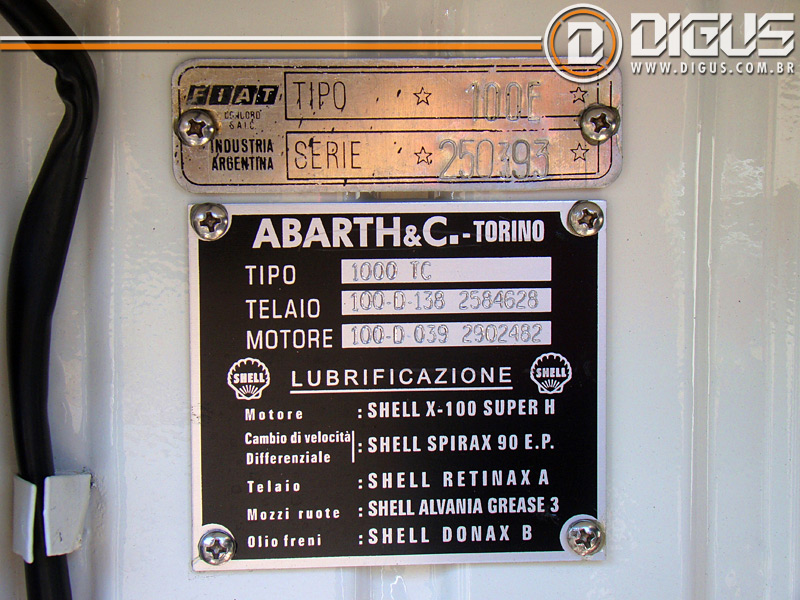 DIGUS
WWW.DIGUS.COM.BR
FIAT
CONCORD
S.A.I.C.
INDUSTRIA
ARGENTINA
TIPO ☆ 100E ☆
SERIE ☆ 250393 ☆
ABARTH&C.-TORINO
TIPO 1000 TC
TELAIO 100-D-138 2584628
MOTORE 100-D-039 2902482
SHELL LUBRIFICAZIONE SHELL
Motore : SHELL X-100 SUPER H
Cambio di velocità
Differenziale : SHELL SPIRAX 90 E.P.
Telaio : SHELL RETINAX A
Mozzi ruote : SHELL ALVANIA GREASE 3
Olio freni : SHELL DONAX B